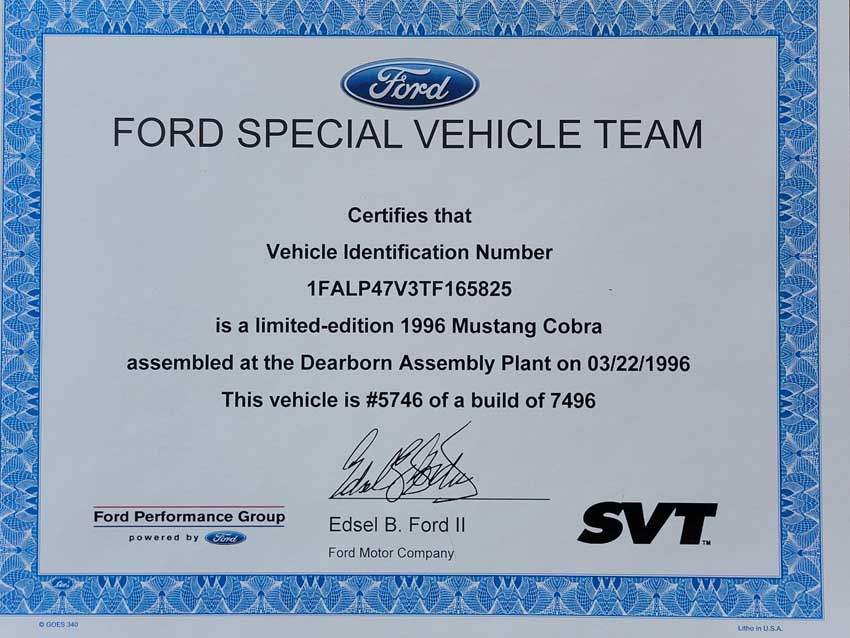 Ford
FORD SPECIAL VEHICLE TEAM
Certifies that
Vehicle Identification Number
1FALP47V3TF165825
is a limited-edition 1996 Mustang Cobra
assembled at the Dearborn Assembly Plant on 03/22/1996
This vehicle is #5746 of a build of 7496
Edsel B. Ford II
Ford Motor Company
Ford Performance Group
powered by Ford
SVT™
Goes
© GOES 340
Litho in U.S.A.